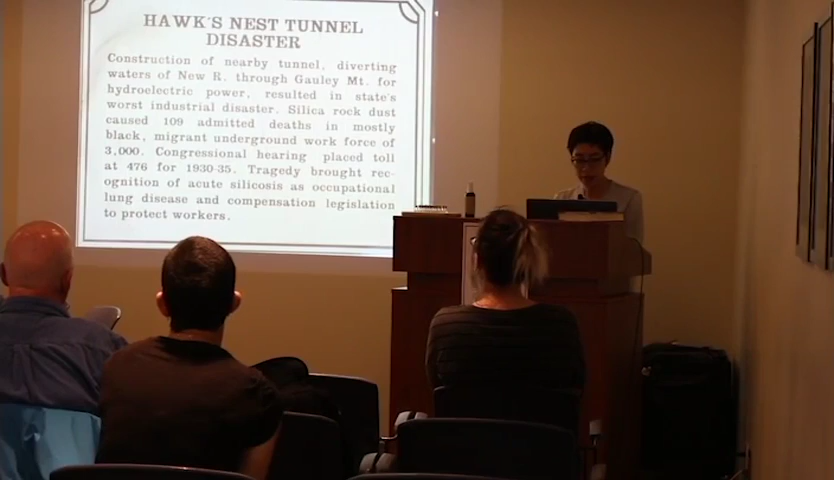 HAWK'S NEST TUNNEL
DISASTER
Construction of nearby tunnel, diverting
waters of New R. through Gauley Mt. for
hydroelectric power, resulted in state's
worst industrial disaster. Silica rock dust
caused 109 admitted deaths in mostly
black, migrant underground work force of
3,000. Congressional hearing placed toll
at 476 for 1930-35. Tragedy brought rec-
ognition of acute silicosis as occupational
lung disease and compensation legislation
to protect workers.